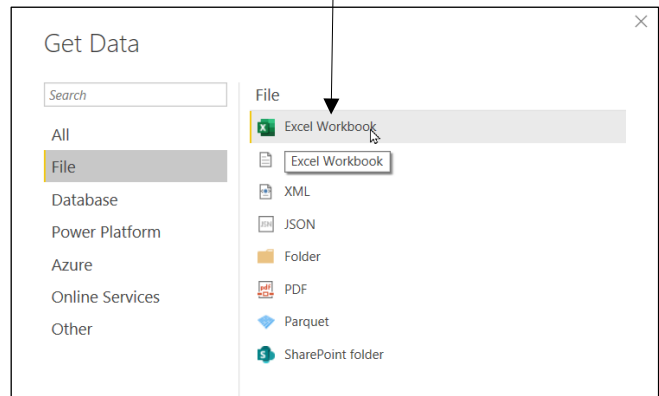 Get Data
Search
All
File
Database
Power Platform
Azure
Online Services
Other
File
Excel Workbook
Excel Workbook
XML
JSON
Folder
PDF
Parquet
SharePoint folder